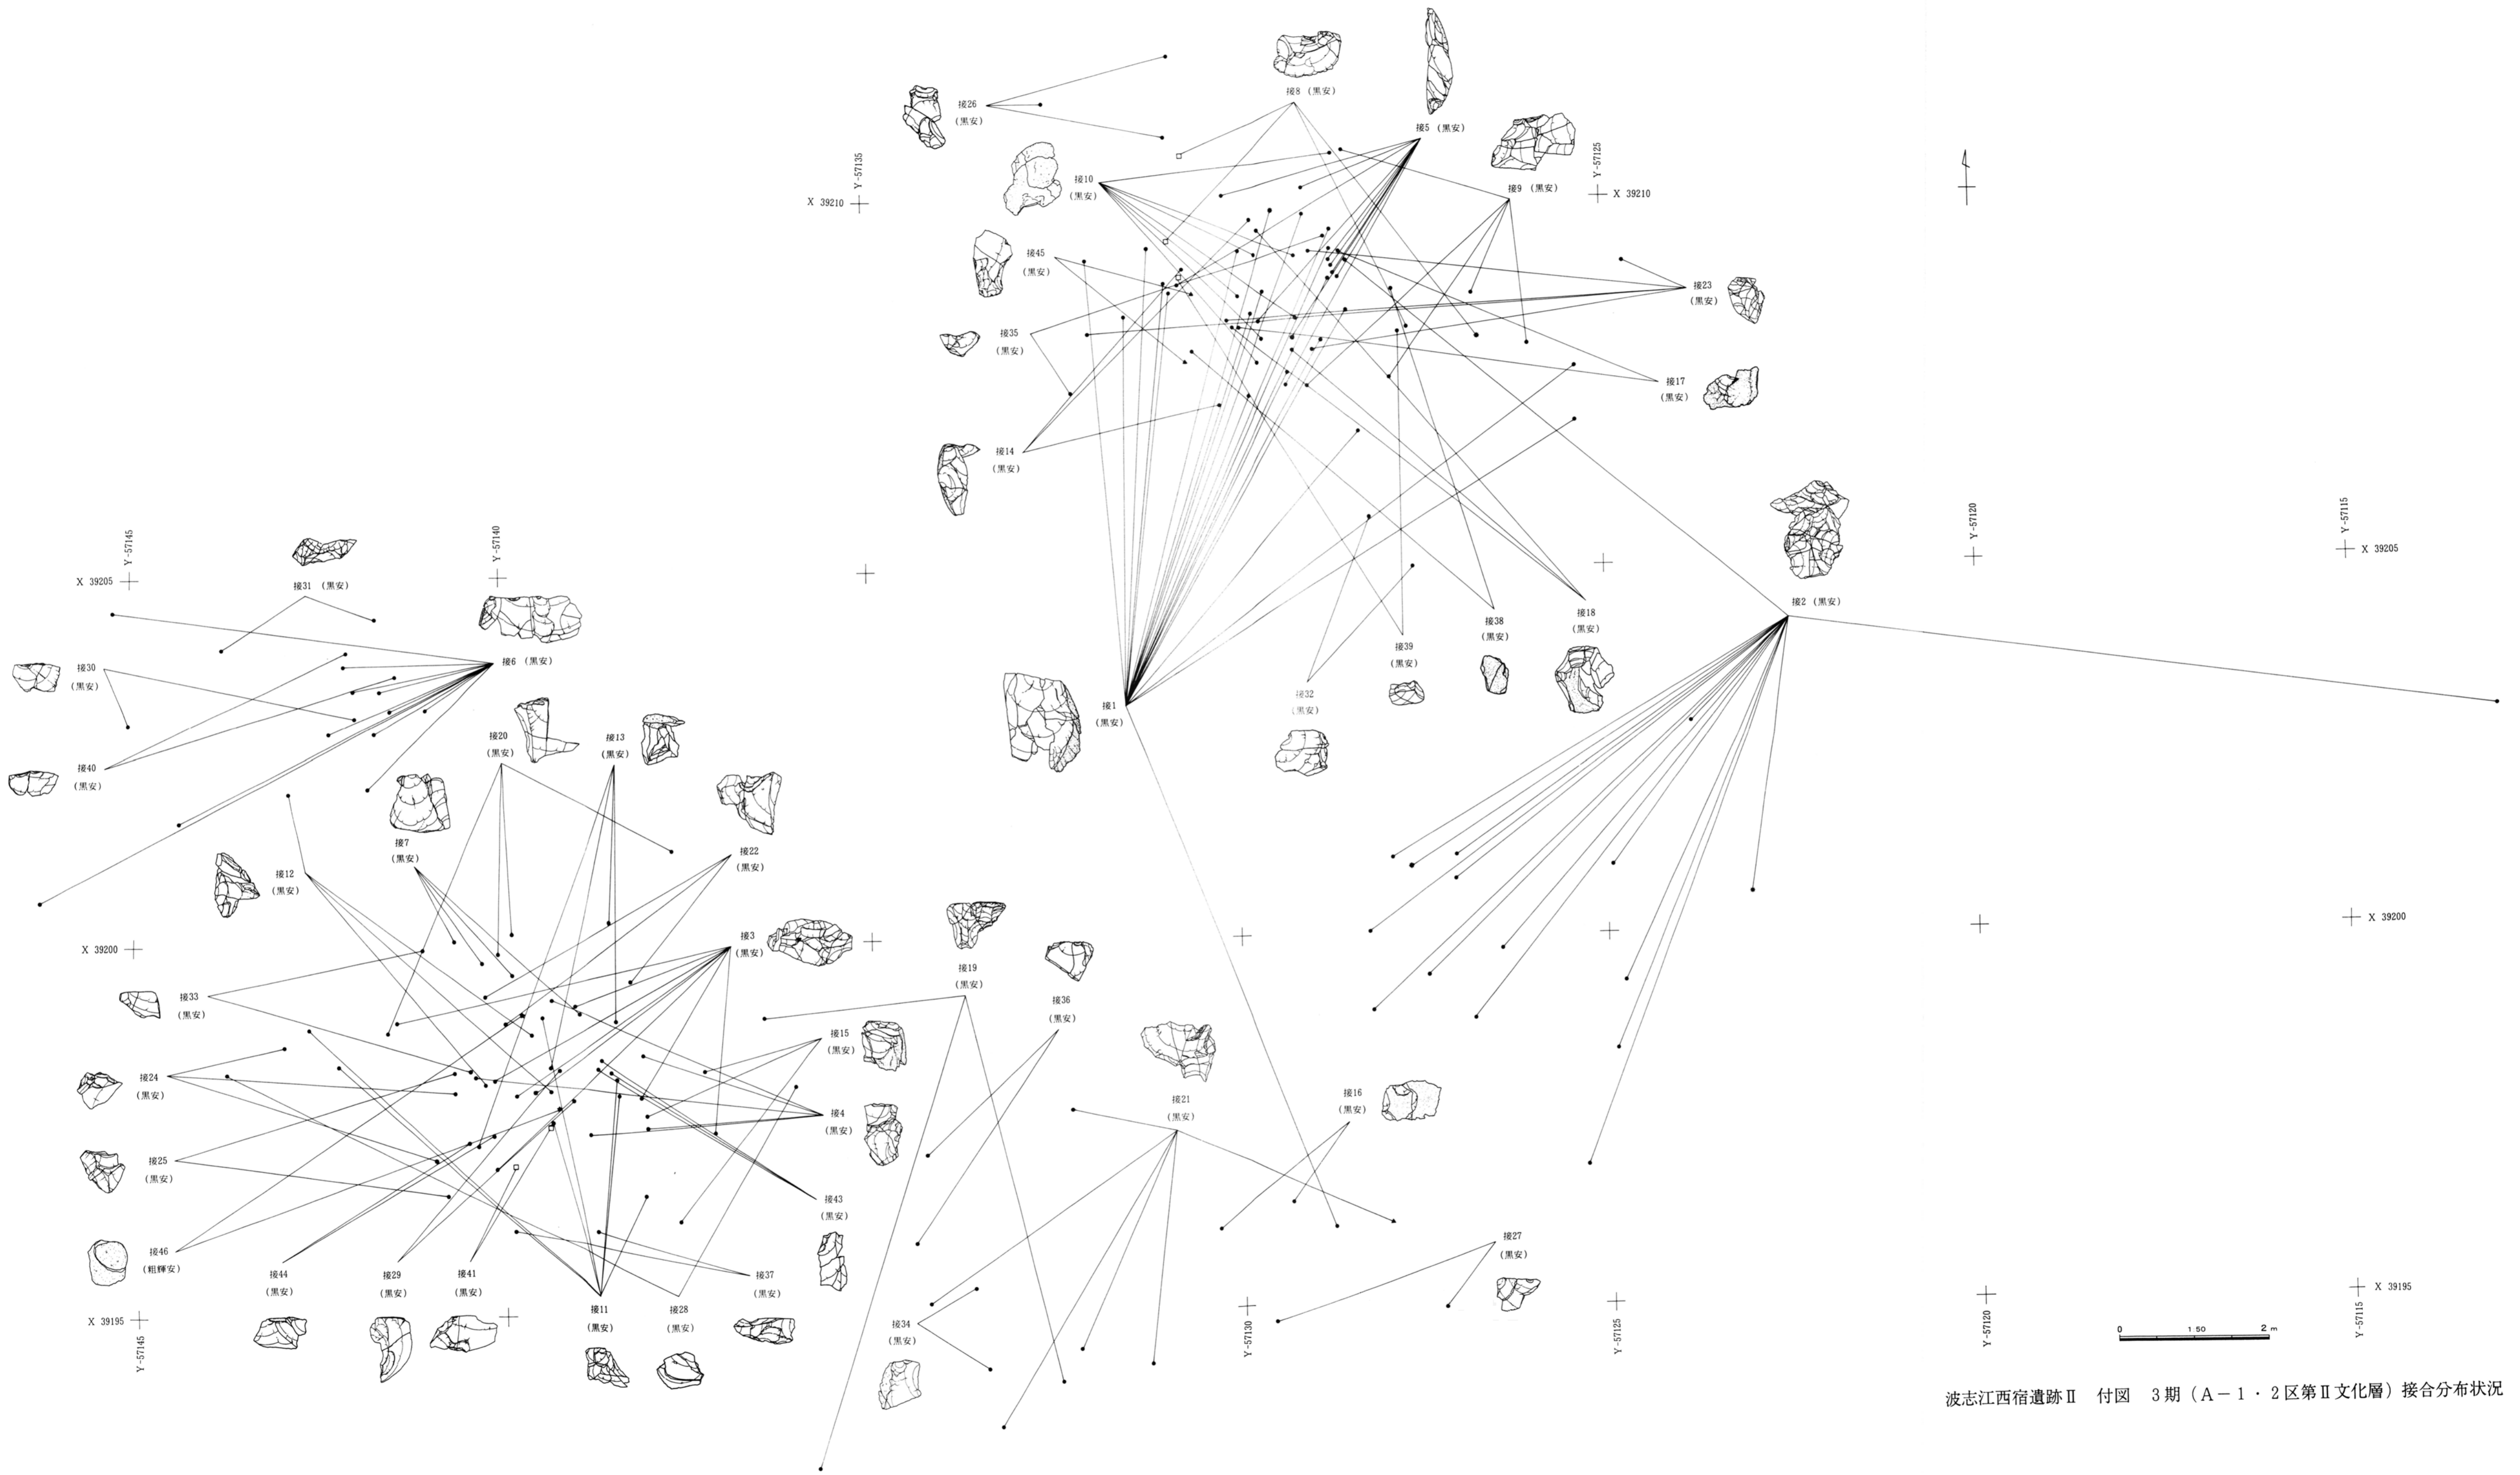 接8 (黒安)
接5 (黒安)
接26
(黒安)
Y-57135
Y-57125
接10
(黒安)
接9 (黒安)
X 39210
X 39210
接45
(黒安)
接23
(黒安)
接35
(黒安)
接17
(黒安)
接14
(黒安)
Y-57145
Y-57140
Y-57120
Y-57115
X 39205
X 39205
接31 (黒安)
接2 (黒安)
接18
(黒安)
接38
(黒安)
接39
(黒安)
接30
(黒安)
接6 (黒安)
接32
(黒安)
接1
(黒安)
接20
(黒安)
接13
(黒安)
接40
(黒安)
接7
(黒安)
接22
(黒安)
接12
(黒安)
X 39200
X 39200
接3
(黒安)
接19
(黒安)
接33
(黒安)
接36
(黒安)
接15
(黒安)
接24
(黒安)
接21
(黒安)
接16
(黒安)
接4
(黒安)
接25
(黒安)
接43
(黒安)
接46
(粗輝安)
接27
(黒安)
接44
(黒安)
接29
(黒安)
接41
(黒安)
接37
(黒安)
接11
(黒安)
接28
(黒安)
接34
(黒安)
X 39195
X 39195
Y-57145
Y-57130
Y-57125
Y-57120
Y-57115
0 1:50 2 m
波志江西宿遺跡Ⅱ 付図 3期(A-1・2区第Ⅱ文化層)接合分布状況